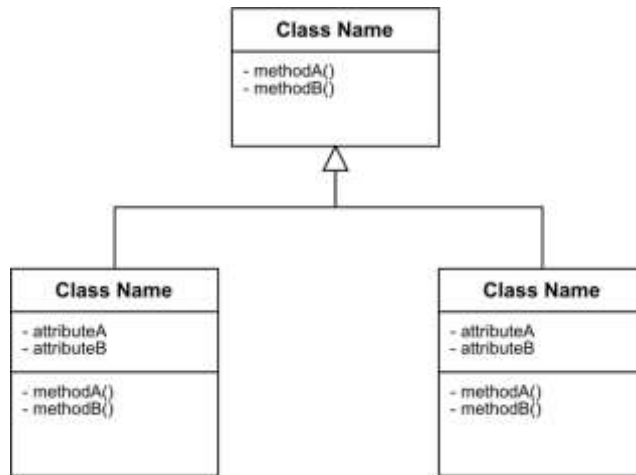 Class Name
- methodA()
- methodB()
Class Name
- attributeA
- attributeB
- methodA()
- methodB()
Class Name
- attributeA
- attributeB
- methodA()
- methodB()